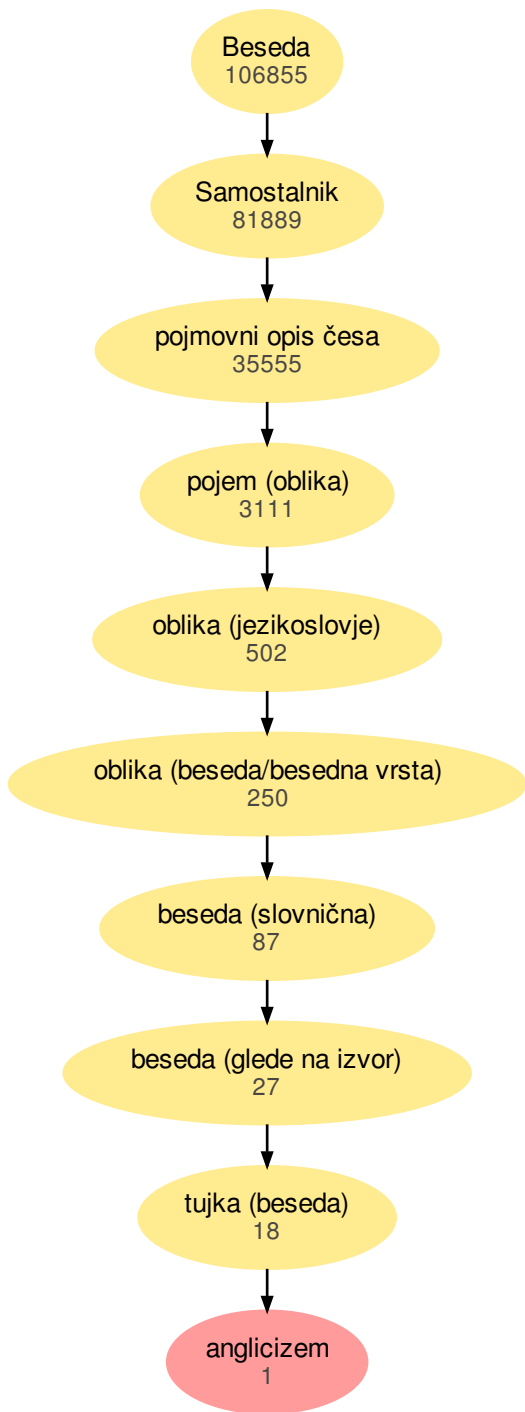 Beseda
106855
Samostalnik
81889
pojmovni opis česa
35555
pojem (oblika)
3111
oblika (jezikoslovje)
502
oblika (beseda/besedna vrsta)
250
beseda (slovnična)
87
beseda (glede na izvor)
27
tujka (beseda)
18
anglicizem
1